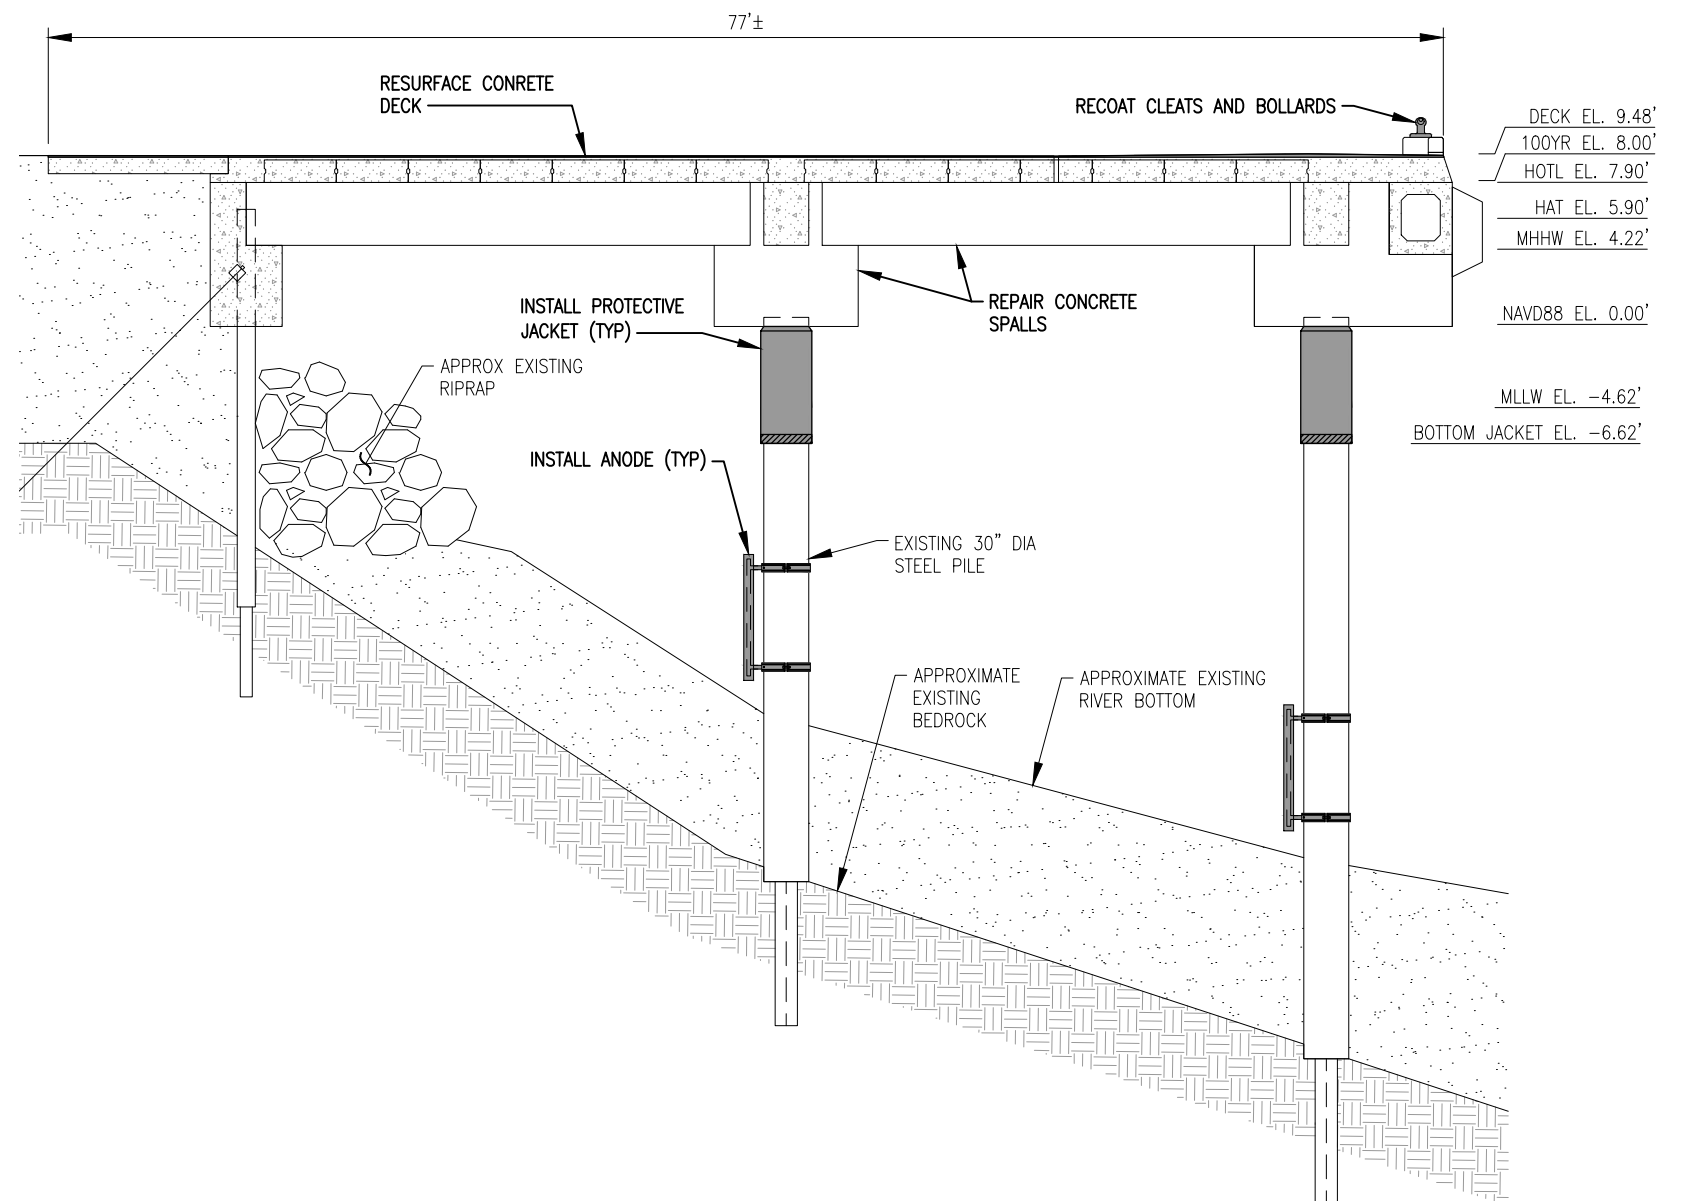 77'±
RESURFACE CONRETE
DECK
RECOAT CLEATS AND BOLLARDS
DECK EL. 9.48'
100YR EL. 8.00'
HOTL EL. 7.90'
HAT EL. 5.90'
MHHW EL. 4.22'
NAVD88 EL. 0.00'
MLLW EL. -4.62'
BOTTOM JACKET EL. -6.62'
INSTALL PROTECTIVE
JACKET (TYP)
REPAIR CONCRETE
SPALLS
APPROX EXISTING
RIPRAP
INSTALL ANODE (TYP)
EXISTING 30" DIA
STEEL PILE
APPROXIMATE
EXISTING
BEDROCK
APPROXIMATE EXISTING
RIVER BOTTOM